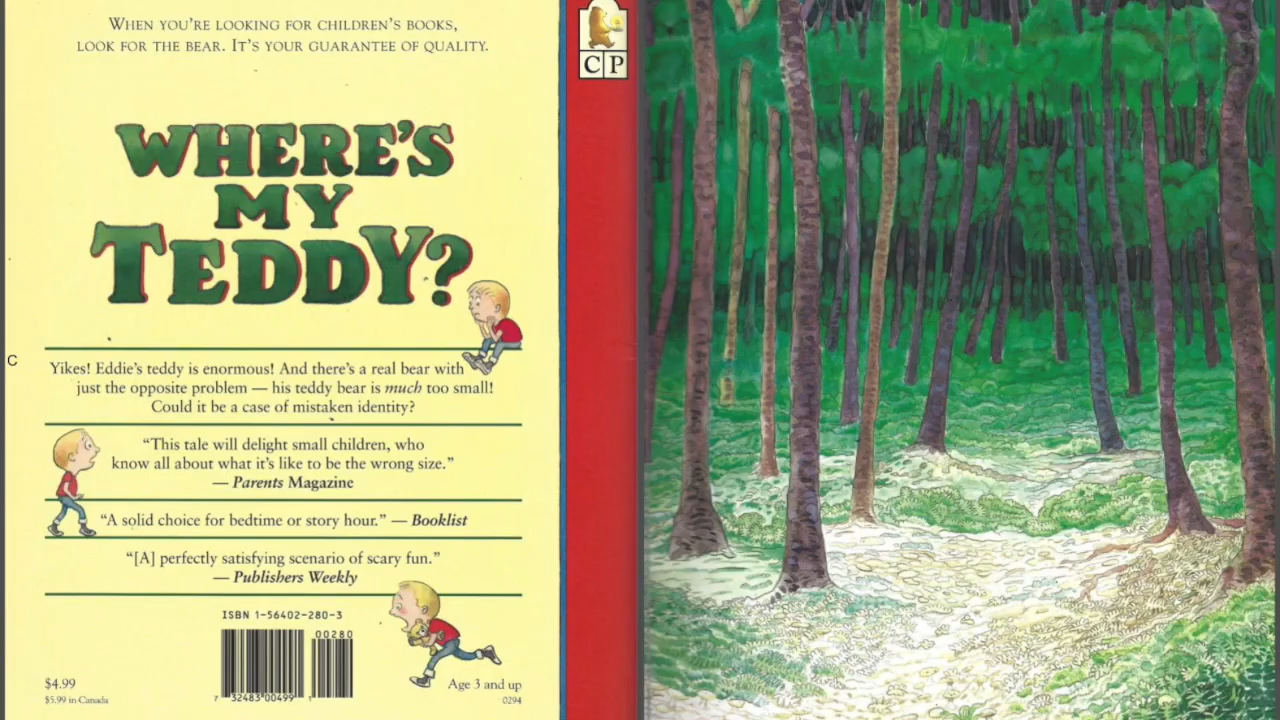 WHEN YOU'RE LOOKING FOR CHILDREN'S BOOKS,
LOOK FOR THE BEAR. IT'S YOUR GUARANTEE OF QUALITY.
C P
WHERE'S
MY
TEDDY?
C
Yikes! Eddie's teddy is enormous! And there's a real bear with
just the opposite problem — his teddy bear is much too small!
Could it be a case of mistaken identity?
“This tale will delight small children, who
know all about what it's like to be the wrong size.”
— Parents Magazine
“A solid choice for bedtime or story hour.” — Booklist
“[A] perfectly satisfying scenario of scary fun.”
— Publishers Weekly
ISBN 1-56402-280-3
00280
7 32483 00499 1
$4.99
$5.99 in Canada
Age 3 and up
0294